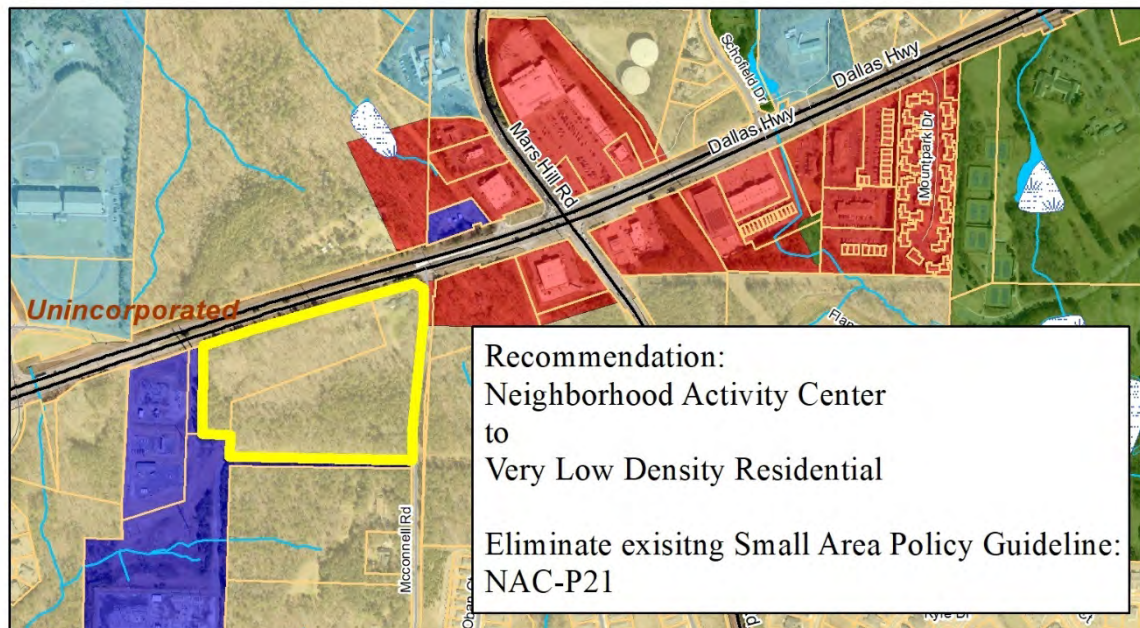 Schofield Dr
Dallas Hwy
Dallas Hwy
Mars Hill Rd
Mountpark Dr
Unincorporated
Recommendation:
Neighborhood Activity Center
to
Very Low Density Residential
Eliminate exisitng Small Area Policy Guideline:
NAC-P21
Mcconnell Rd